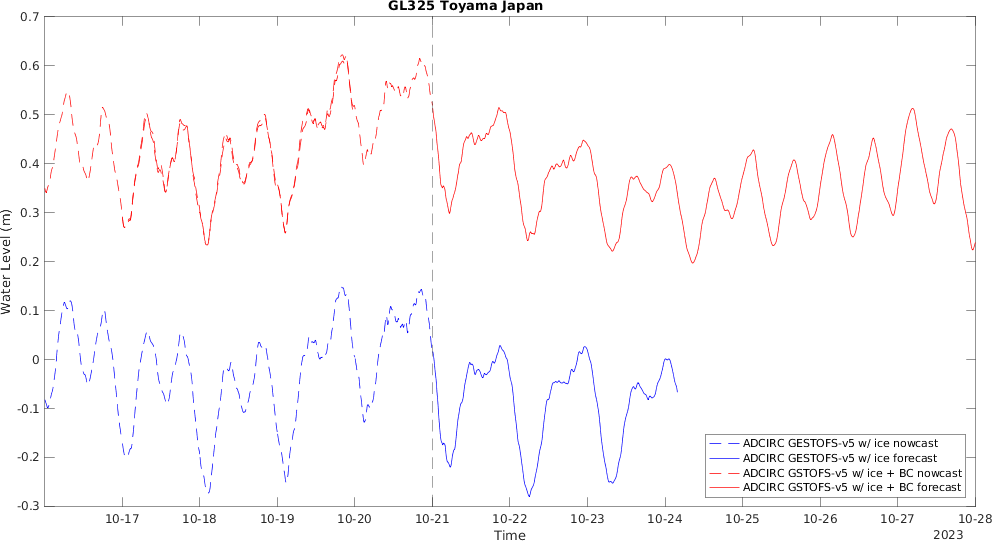 GL325 Toyama Japan
0.7
0.6
0.5
0.4
0.3
0.2
0.1
0
-0.1
-0.2
-0.3
Water Level (m)
ADCIRC GESTOFS-v5 w/ ice nowcast
ADCIRC GESTOFS-v5 w/ ice forecast
ADCIRC GSTOFS-v5 w/ ice + BC nowcast
ADCIRC GSTOFS-v5 w/ ice + BC forecast
10-17 10-18 10-19 10-20 10-21 10-22 10-23 10-24 10-25 10-26 10-27 10-28
Time
2023